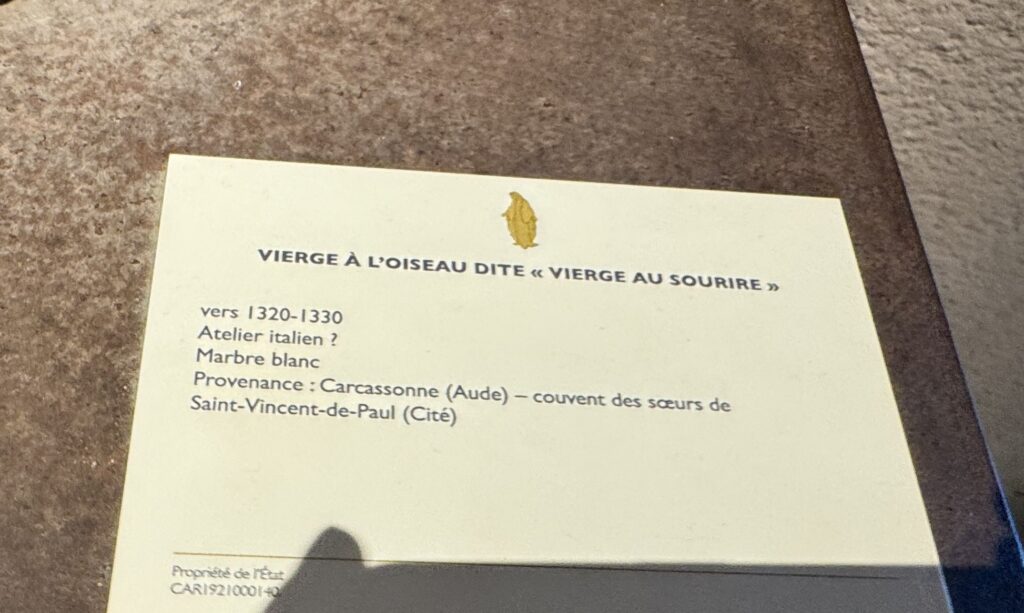 VIERGE À L'OISEAU DITE « VIERGE AU SOURIRE »
vers 1320-1330
Atelier italien ?
Marbre blanc
Provenance : Carcassonne (Aude) – couvent des sœurs de
Saint-Vincent-de-Paul (Cité)
Propriété de l'État
CAR1921000140